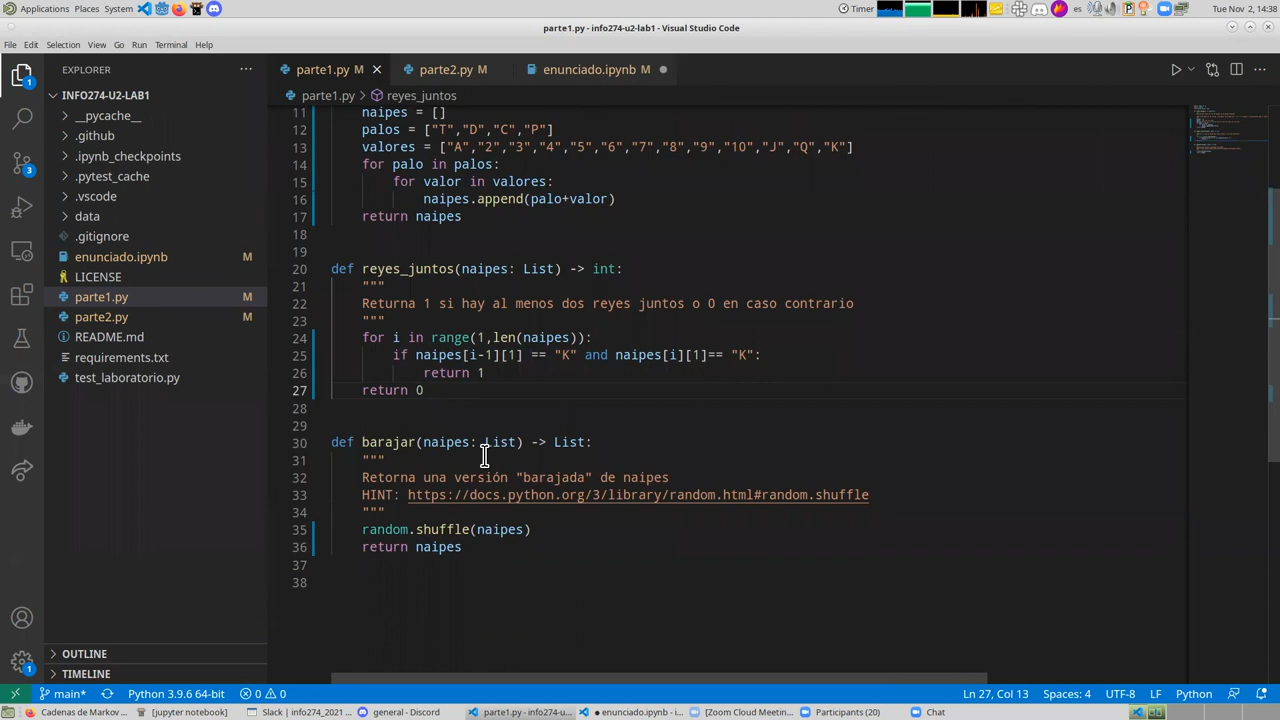 Applications Places System
Timer
es
Tue Nov 2, 14:38
parte1.py - info274-u2-lab1 - Visual Studio Code
File Edit Selection View Go Run Terminal Help
EXPLORER
parte1.py M
parte2.py M
enunciado.ipynb M
INFO274-U2-LAB1
parte1.py > reyes_juntos
__pycache__
.github
.ipynb_checkpoints
.pytest_cache
.vscode
data
.gitignore
enunciado.ipynb M
LICENSE
parte1.py M
parte2.py M
README.md
requirements.txt
test_laboratorio.py
OUTLINE
TIMELINE
1
3
1
11 naipes = []
12 palos = ["T","D","C","P"]
13 valores = ["A","2","3","4","5","6","7","8","9","10","J","Q","K"]
14 for palo in palos:
15 for valor in valores:
16 naipes.append(palo+valor)
17 return naipes
18
19
20 def reyes_juntos(naipes: List) -> int:
21 """
22 Returna 1 si hay al menos dos reyes juntos o 0 en caso contrario
23 """
24 for i in range(1,len(naipes)):
25 if naipes[i-1][1] == "K" and naipes[i][1]== "K":
26 return 1
27 return 0
28
29
30 def barajar(naipes: List) -> List:
31 """
32 Retorna una versión "barajada" de naipes
33 HINT: https://docs.python.org/3/library/random.html#random.shuffle
34 """
35 random.shuffle(naipes)
36 return naipes
37
38
main* Python 3.9.6 64-bit 0 0 Ln 27, Col 13 Spaces: 4 UTF-8 LF Python
Cadenas de Markov ... [jupyter notebook] Slack | info274_2021 ... general - Discord parte1.py - info274-u... ● enunciado.ipynb - i... [Zoom Cloud Meetin... Participants (20) Chat